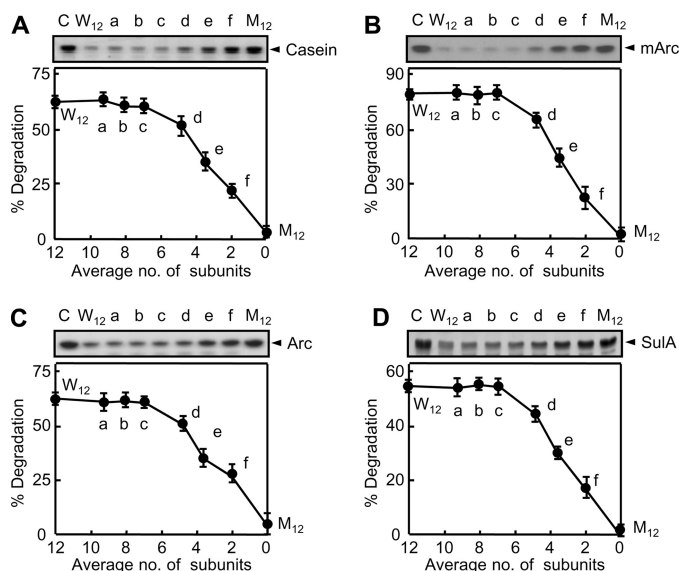 A
C W₁₂ a b c d e f M₁₂
Casein
% Degradation
75
50
25
0
W₁₂
a
b
c
d
e
f
M₁₂
12 10 8 6 4 2 0
Average no. of subunits
B
C W₁₂ a b c d e f M₁₂
mArc
% Degradation
90
60
30
0
W₁₂
a
b
c
d
e
f
M₁₂
12 10 8 6 4 2 0
Average no. of subunits
C
C W₁₂ a b c d e f M₁₂
Arc
% Degradation
75
50
25
0
W₁₂
a
b
c
d
e
f
M₁₂
12 10 8 6 4 2 0
Average no. of subunits
D
C W₁₂ a b c d e f M₁₂
SulA
% Degradation
60
40
20
0
W₁₂
a
b
c
d
e
f
M₁₂
12 10 8 6 4 2 0
Average no. of subunits